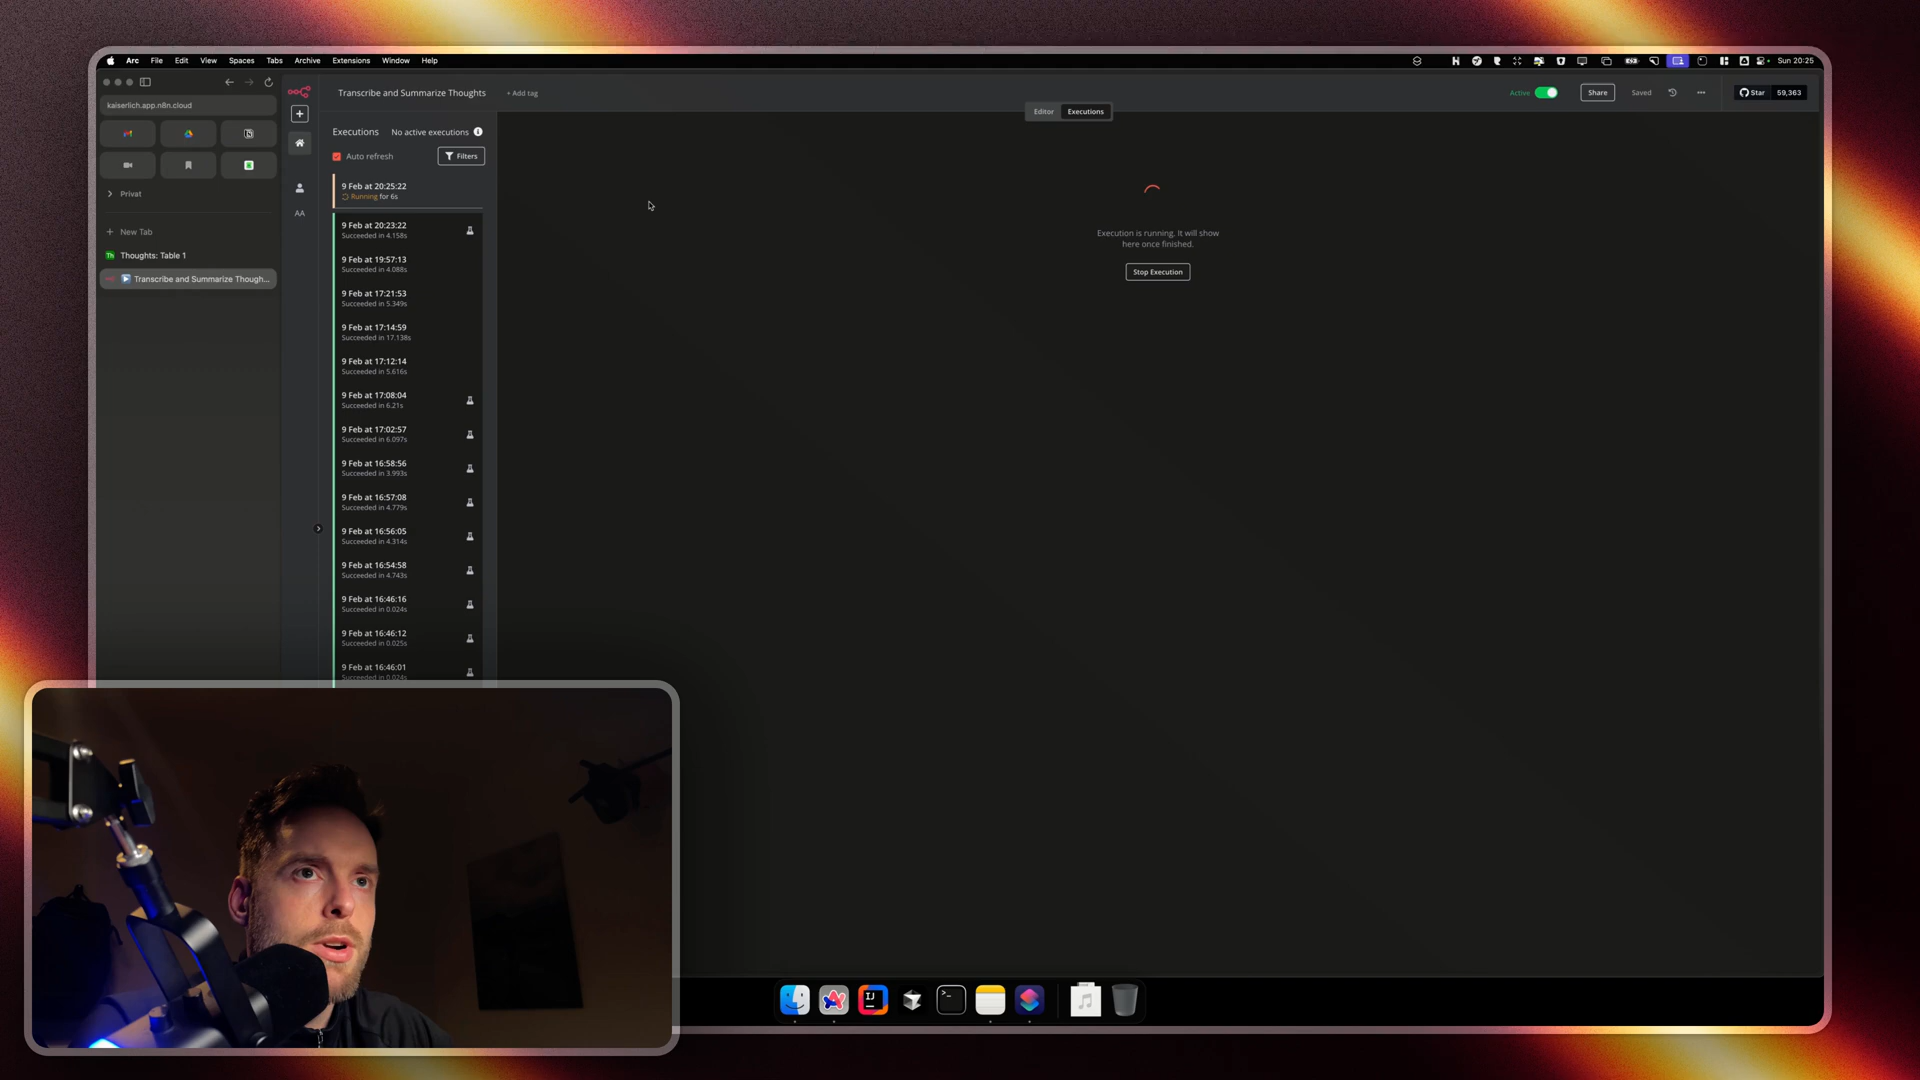 Arc File Edit View Spaces Tabs Archive Extensions Window Help
Sun 20:25
kaiserlich.app.n8n.cloud
Privat
+ New Tab
Th Thoughts: Table 1
Transcribe and Summarize Though...
AA
Transcribe and Summarize Thoughts + Add tag
Active Share Saved Star 59,363
Editor Executions
Executions No active executions
Auto refresh Filters
9 Feb at 20:25:22
Running for 6s
9 Feb at 20:23:22
Succeeded in 4.158s
9 Feb at 19:57:13
Succeeded in 4.088s
9 Feb at 17:21:53
Succeeded in 5.349s
9 Feb at 17:14:59
Succeeded in 17.138s
9 Feb at 17:12:14
Succeeded in 5.616s
9 Feb at 17:08:04
Succeeded in 6.21s
9 Feb at 17:02:57
Succeeded in 6.097s
9 Feb at 16:58:56
Succeeded in 3.993s
9 Feb at 16:57:08
Succeeded in 4.779s
9 Feb at 16:56:05
Succeeded in 4.314s
9 Feb at 16:54:58
Succeeded in 4.743s
9 Feb at 16:46:16
Succeeded in 0.024s
9 Feb at 16:46:12
Succeeded in 0.025s
9 Feb at 16:46:01
Succeeded in 0.024s
Execution is running. It will show
here once finished.
Stop Execution
IJ